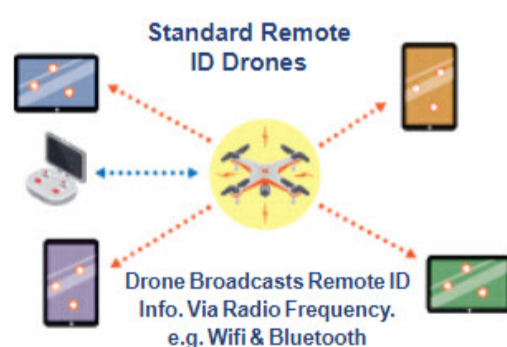 Standard Remote
ID Drones
Drone Broadcasts Remote ID
Info. Via Radio Frequency.
e.g. Wifi & Bluetooth